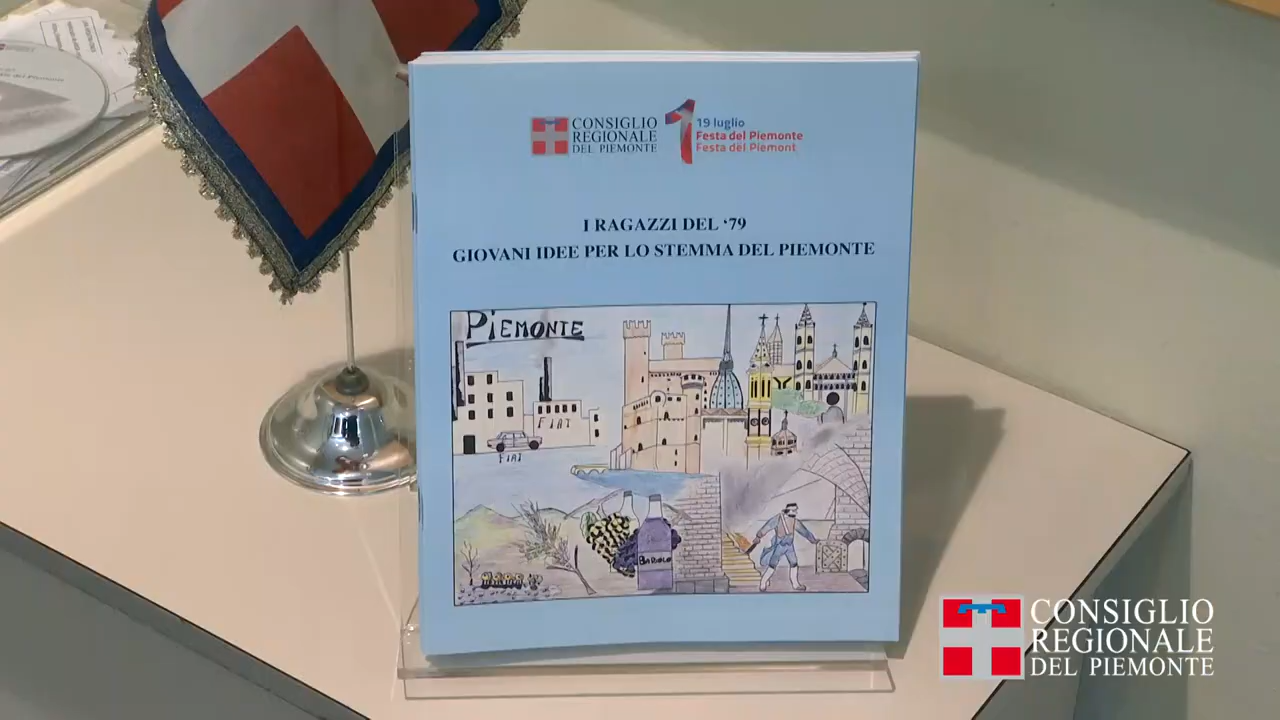 CONSIGLIO
REGIONALE
DEL PIEMONTE
19 luglio
Festa del Piemonte
Festa dël Piemont
I RAGAZZI DEL ‘79
GIOVANI IDEE PER LO STEMMA DEL PIEMONTE
PIEMONTE
FIAT
FIAT
BAROLO
CONSIGLIO
REGIONALE
DEL PIEMONTE